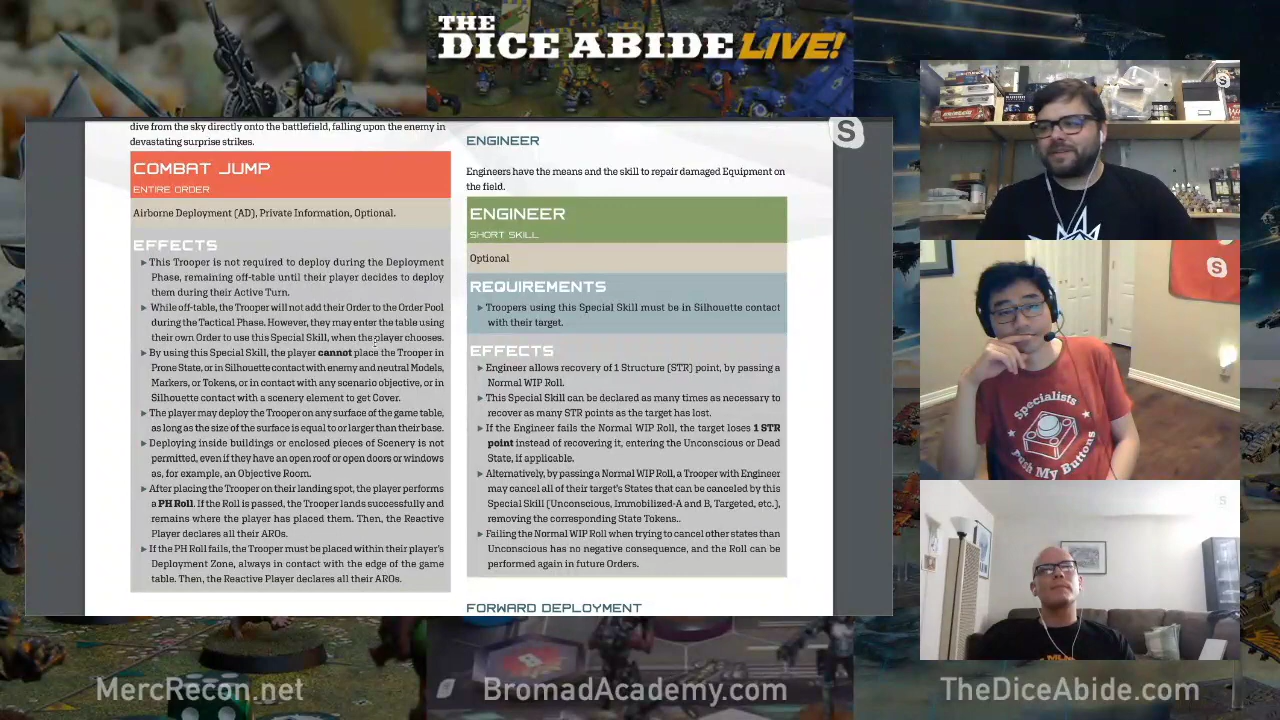 THE
DICE ABIDE LIVE!
dive from the sky directly onto the battlefield, falling upon the enemy in
devastating surprise strikes.
COMBAT JUMP
ENTIRE ORDER
Airborne Deployment (AD), Private Information, Optional.
EFFECTS
▶ This Trooper is not required to deploy during the Deployment
Phase, remaining off-table until their player decides to deploy
them during their Active Turn.
▶ While off-table, the Trooper will not add their Order to the Order Pool
during the Tactical Phase. However, they may enter the table using
their own Order to use this Special Skill, when the player chooses.
▶ By using this Special Skill, the player cannot place the Trooper in
Prone State, or in Silhouette contact with enemy and neutral Models,
Markers, or Tokens, or in contact with any scenario objective, or in
Silhouette contact with a scenery element to get Cover.
▶ The player may deploy the Trooper on any surface of the game table,
as long as the size of the surface is equal to or larger than their base.
▶ Deploying inside buildings or enclosed pieces of Scenery is not
permitted, even if they have an open roof or open doors or windows
as, for example, an Objective Room.
▶ After placing the Trooper on their landing spot, the player performs
a PH Roll. If the Roll is passed, the Trooper lands successfully and
remains where the player has placed them. Then, the Reactive
Player declares all their AROs.
▶ If the PH Roll fails, the Trooper must be placed within their player's
Deployment Zone, always in contact with the edge of the game
table. Then, the Reactive Player declares all their AROs.
ENGINEER
Engineers have the means and the skill to repair damaged Equipment on
the field.
ENGINEER
SHORT SKILL
Optional
REQUIREMENTS
▶ Troopers using this Special Skill must be in Silhouette contact
with their target.
EFFECTS
▶ Engineer allows recovery of 1 Structure (STR) point, by passing a
Normal WIP Roll.
▶ This Special Skill can be declared as many times as necessary to
recover as many STR points as the target has lost.
▶ If the Engineer fails the Normal WIP Roll, the target loses 1 STR
point instead of recovering it, entering the Unconscious or Dead
State, if applicable.
▶ Alternatively, by passing a Normal WIP Roll, a Trooper with Engineer
may cancel all of their target's States that can be canceled by this
Special Skill (Unconscious, Immobilized-A and B, Targeted, etc.),
removing the corresponding State Tokens..
▶ Failing the Normal WIP Roll when trying to cancel other states than
Unconscious has no negative consequence, and the Roll can be
performed again in future Orders.
FORWARD DEPLOYMENT
S
S
S
Specialists
Push My Buttons
MercRecon.net
BromadAcademy.com
TheDiceAbide.com